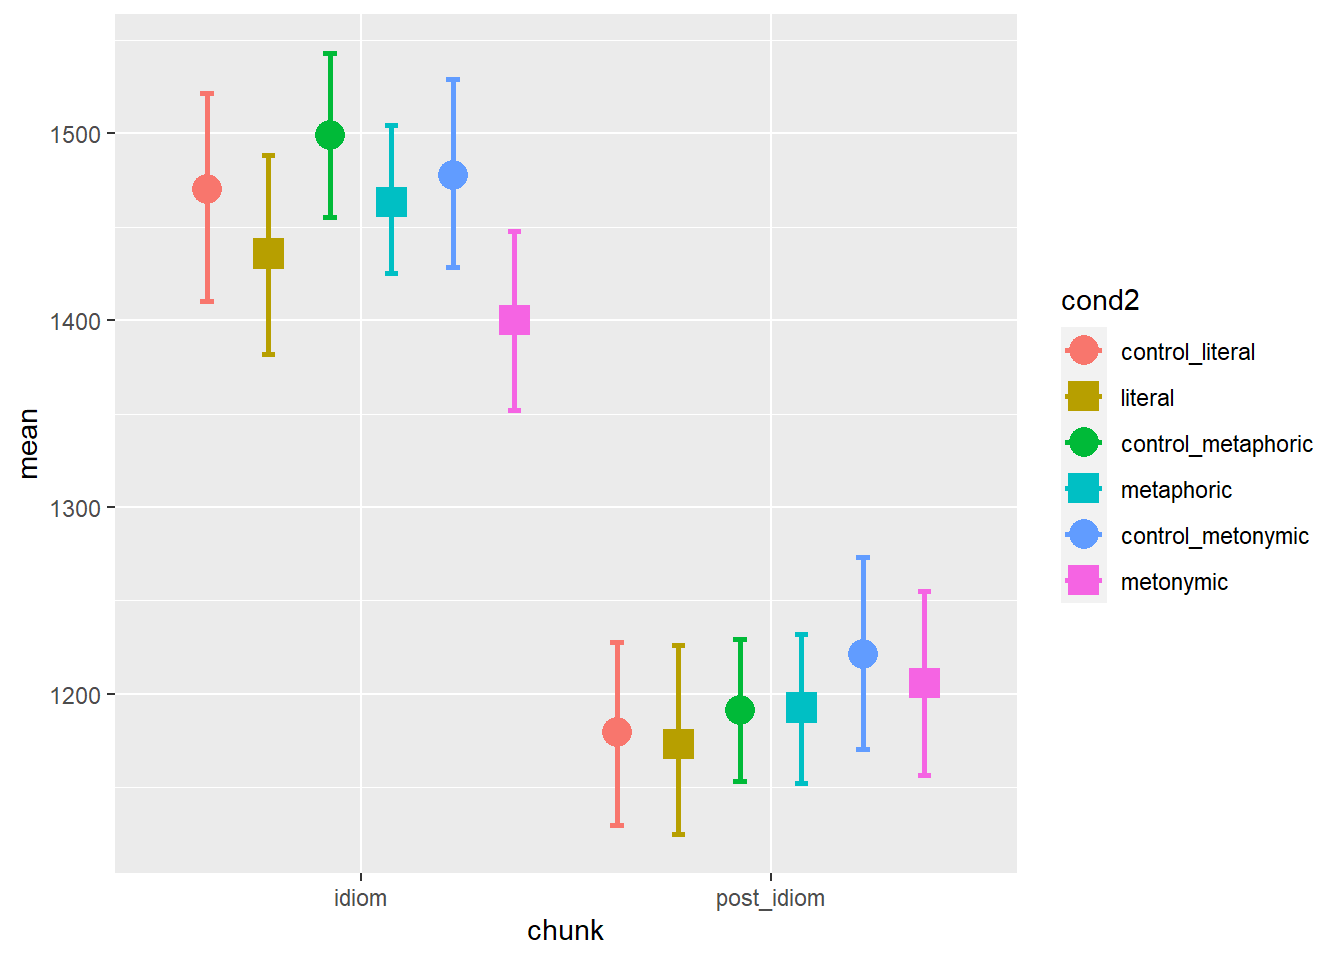 1500
1400
1300
1200
mean
idiom
post_idiom
chunk
cond2
control_literal
literal
control_metaphoric
metaphoric
control_metonymic
metonymic